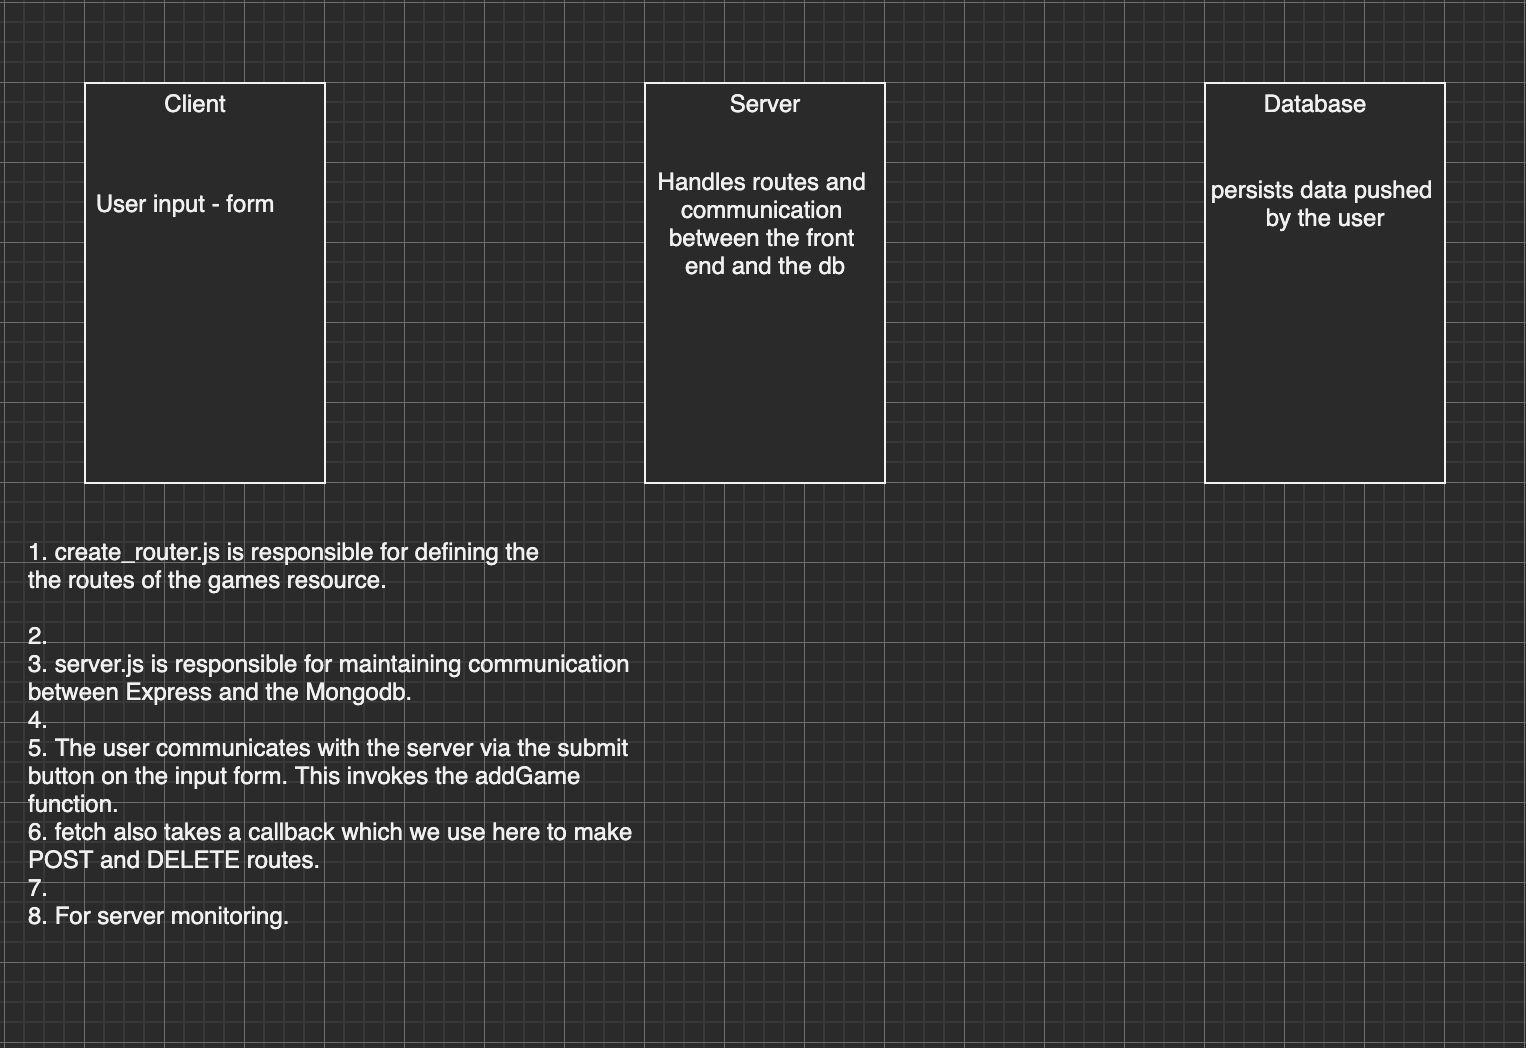 Client
User input - form
Server
Handles routes and
communication
between the front
end and the db
Database
persists data pushed
by the user
1. create_router.js is responsible for defining the
the routes of the games resource.
2.
3. server.js is responsible for maintaining communication
between Express and the Mongodb.
4.
5. The user communicates with the server via the submit
button on the input form. This invokes the addGame
function.
6. fetch also takes a callback which we use here to make
POST and DELETE routes.
7.
8. For server monitoring.